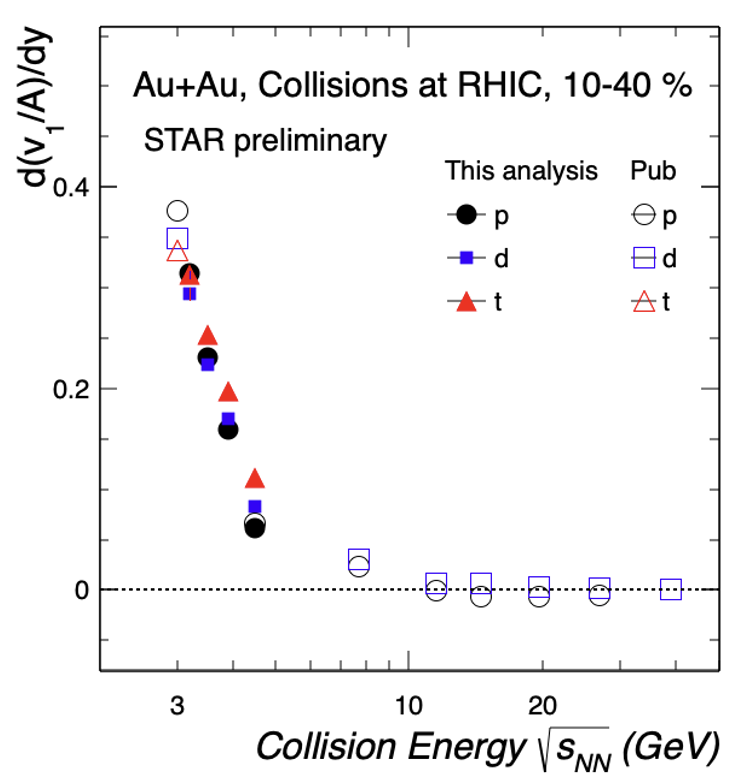 d(v₁/A)/dy
Au+Au, Collisions at RHIC, 10-40 %
STAR preliminary
This analysis Pub
p p
d d
t t
0.4
0.2
0
3 10 20
Collision Energy √sNN (GeV)